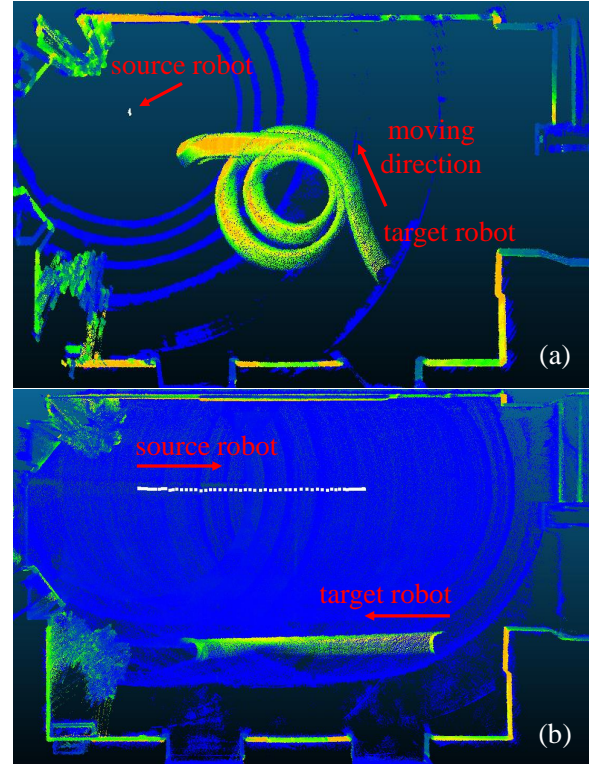 source robot
moving
direction
target robot
(a)
source robot
target robot
(b)